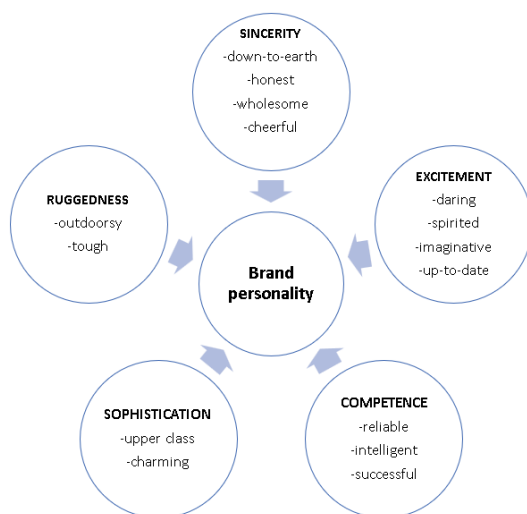 SINCERITY
-down-to-earth
-honest
-wholesome
-cheerful
EXCITEMENT
-daring
-spirited
-imaginative
-up-to-date
COMPETENCE
-reliable
-intelligent
-successful
SOPHISTICATION
-upper class
-charming
RUGGEDNESS
-outdoorsy
-tough
Brand
personality